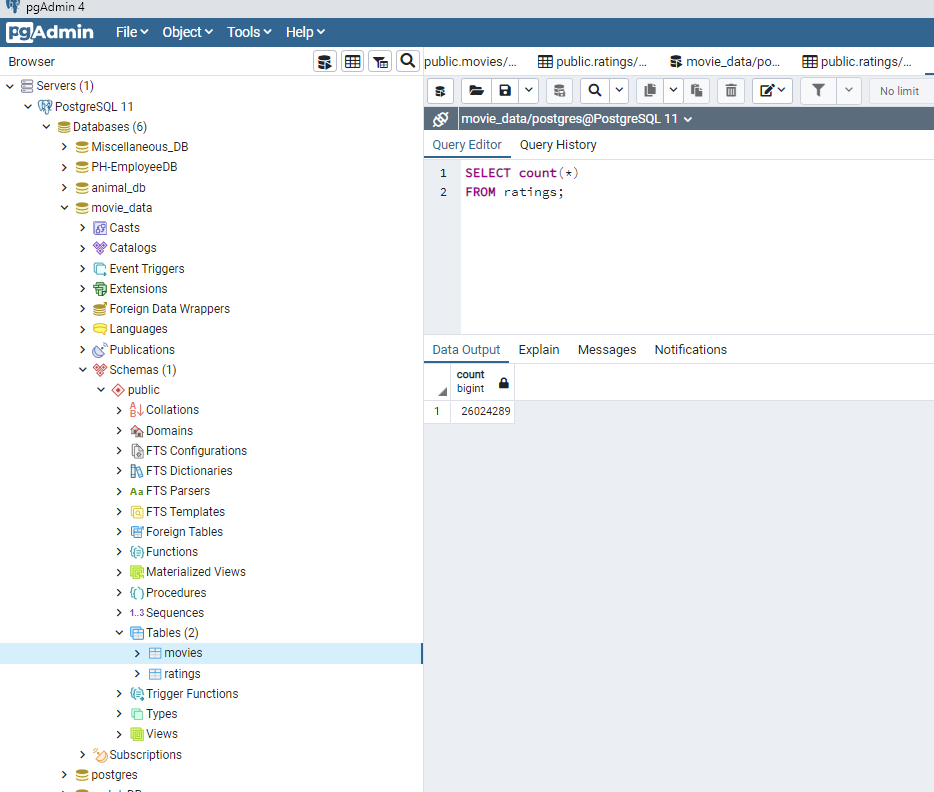 pgAdmin 4
pgAdmin File Object Tools Help
Browser
public.movies/... public.ratings/... movie_data/po... public.ratings/...
No limit
movie_data/postgres@PostgreSQL 11
Query Editor Query History
1 SELECT count(*)
2 FROM ratings;
Data Output Explain Messages Notifications
count
bigint
1 26024289
Servers (1)
PostgreSQL 11
Databases (6)
Miscellaneous_DB
PH-EmployeeDB
animal_db
movie_data
Casts
Catalogs
Event Triggers
Extensions
Foreign Data Wrappers
Languages
Publications
Schemas (1)
public
Collations
Domains
FTS Configurations
FTS Dictionaries
Aa FTS Parsers
FTS Templates
Foreign Tables
Functions
Materialized Views
Procedures
1..3 Sequences
Tables (2)
movies
ratings
Trigger Functions
Types
Views
Subscriptions
postgres